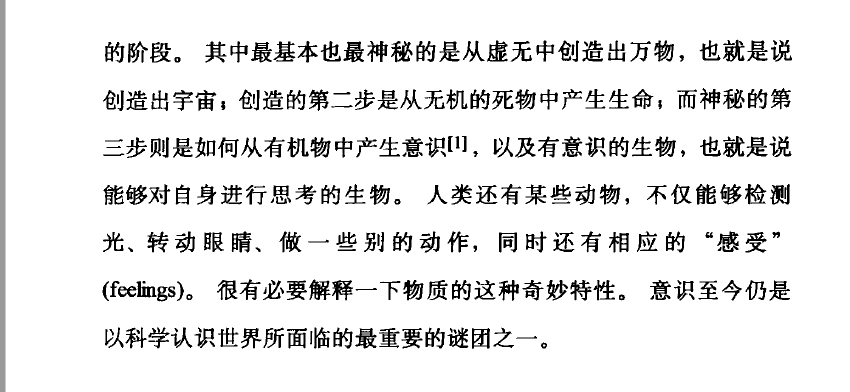 的阶段。 其中最基本也最神秘的是从虚无中创造出万物，也就是说
创造出宇宙；创造的第二步是从无机的死物中产生生命；而神秘的第
三步则是如何从有机物中产生意识[1]，以及有意识的生物，也就是说
能够对自身进行思考的生物。 人类还有某些动物，不仅能够检测
光、转动眼睛、做一些别的动作，同时还有相应的“感受”
(feelings)。 很有必要解释一下物质的这种奇妙特性。 意识至今仍是
以科学认识世界所面临的最重要的谜团之一。